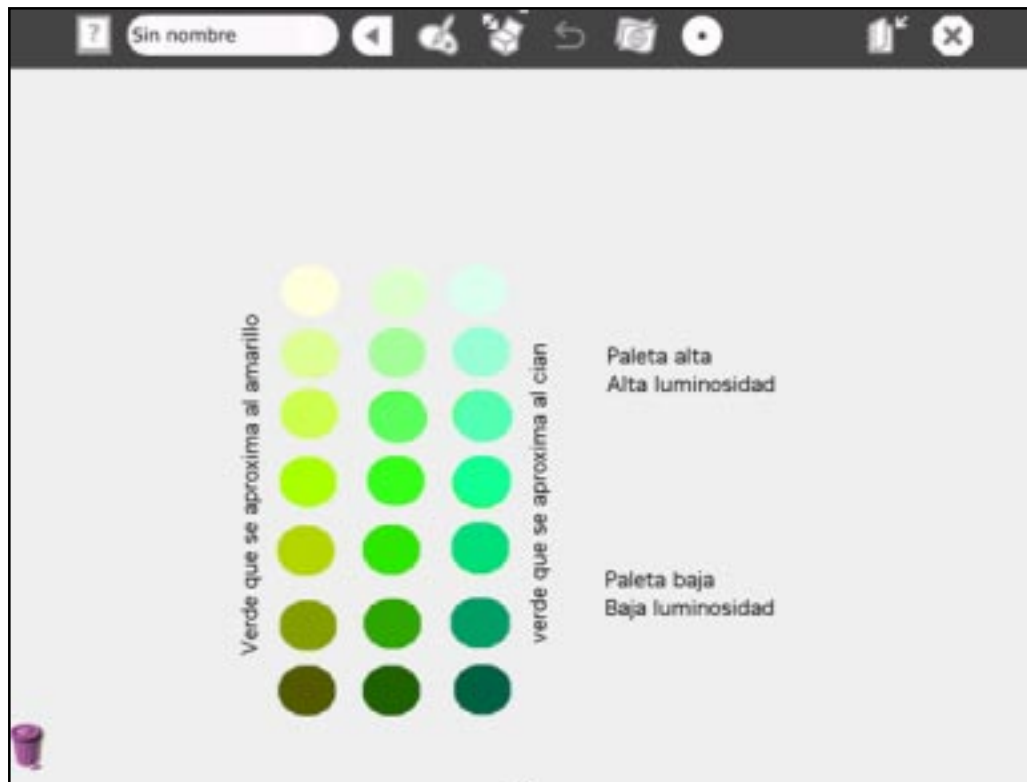 Sin nombre
Verde que se aproxima al amarillo
verde que se aproxima al cian
Paleta alta
Alta luminosidad
Paleta baja
Baja luminosidad